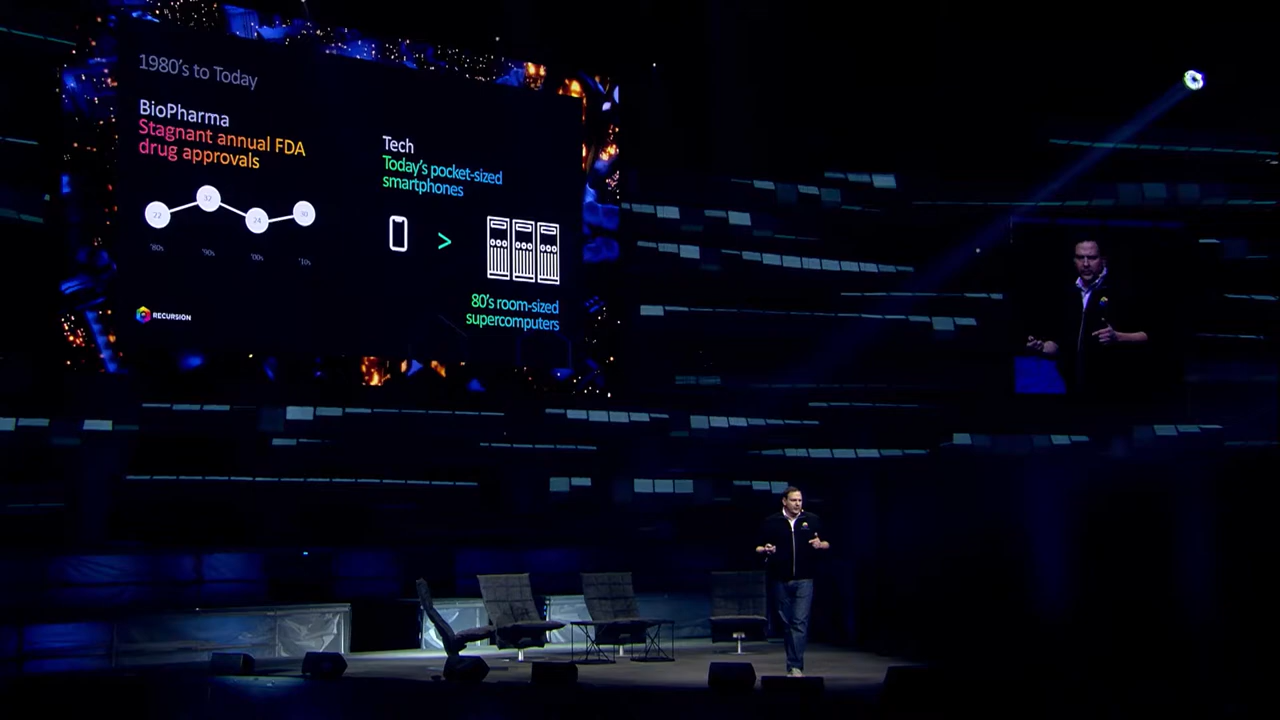 1980's to Today
BioPharma
Stagnant annual FDA
drug approvals
22
32
24
30
'80s
'90s
'00s
'10s
RECURSION
Tech
Today's pocket-sized
smartphones
>
80's room-sized
supercomputers